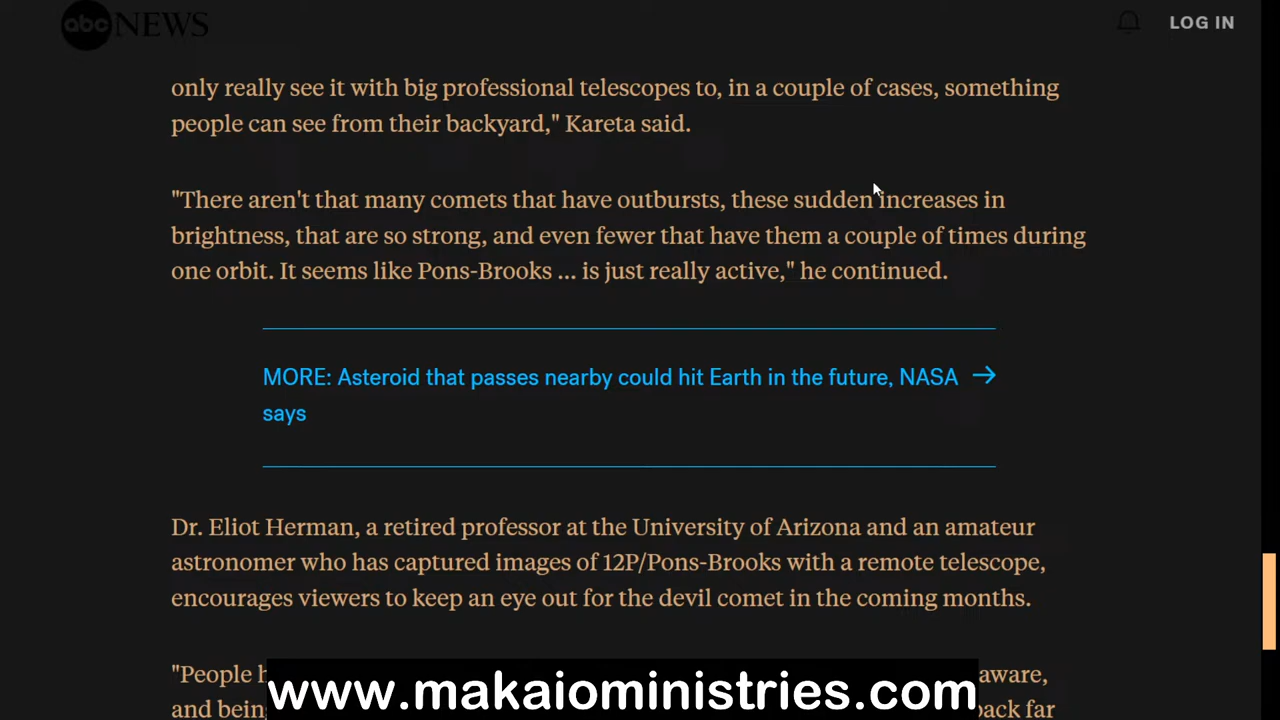 abc NEWS
LOG IN
only really see it with big professional telescopes to, in a couple of cases, something
people can see from their backyard," Kareta said.
"There aren't that many comets that have outbursts, these sudden increases in
brightness, that are so strong, and even fewer that have them a couple of times during
one orbit. It seems like Pons-Brooks ... is just really active," he continued.
MORE: Asteroid that passes nearby could hit Earth in the future, NASA
says
Dr. Eliot Herman, a retired professor at the University of Arizona and an amateur
astronomer who has captured images of 12P/Pons-Brooks with a remote telescope,
encourages viewers to keep an eye out for the devil comet in the coming months.
"People aware,
www.makaioministries.com
and back far